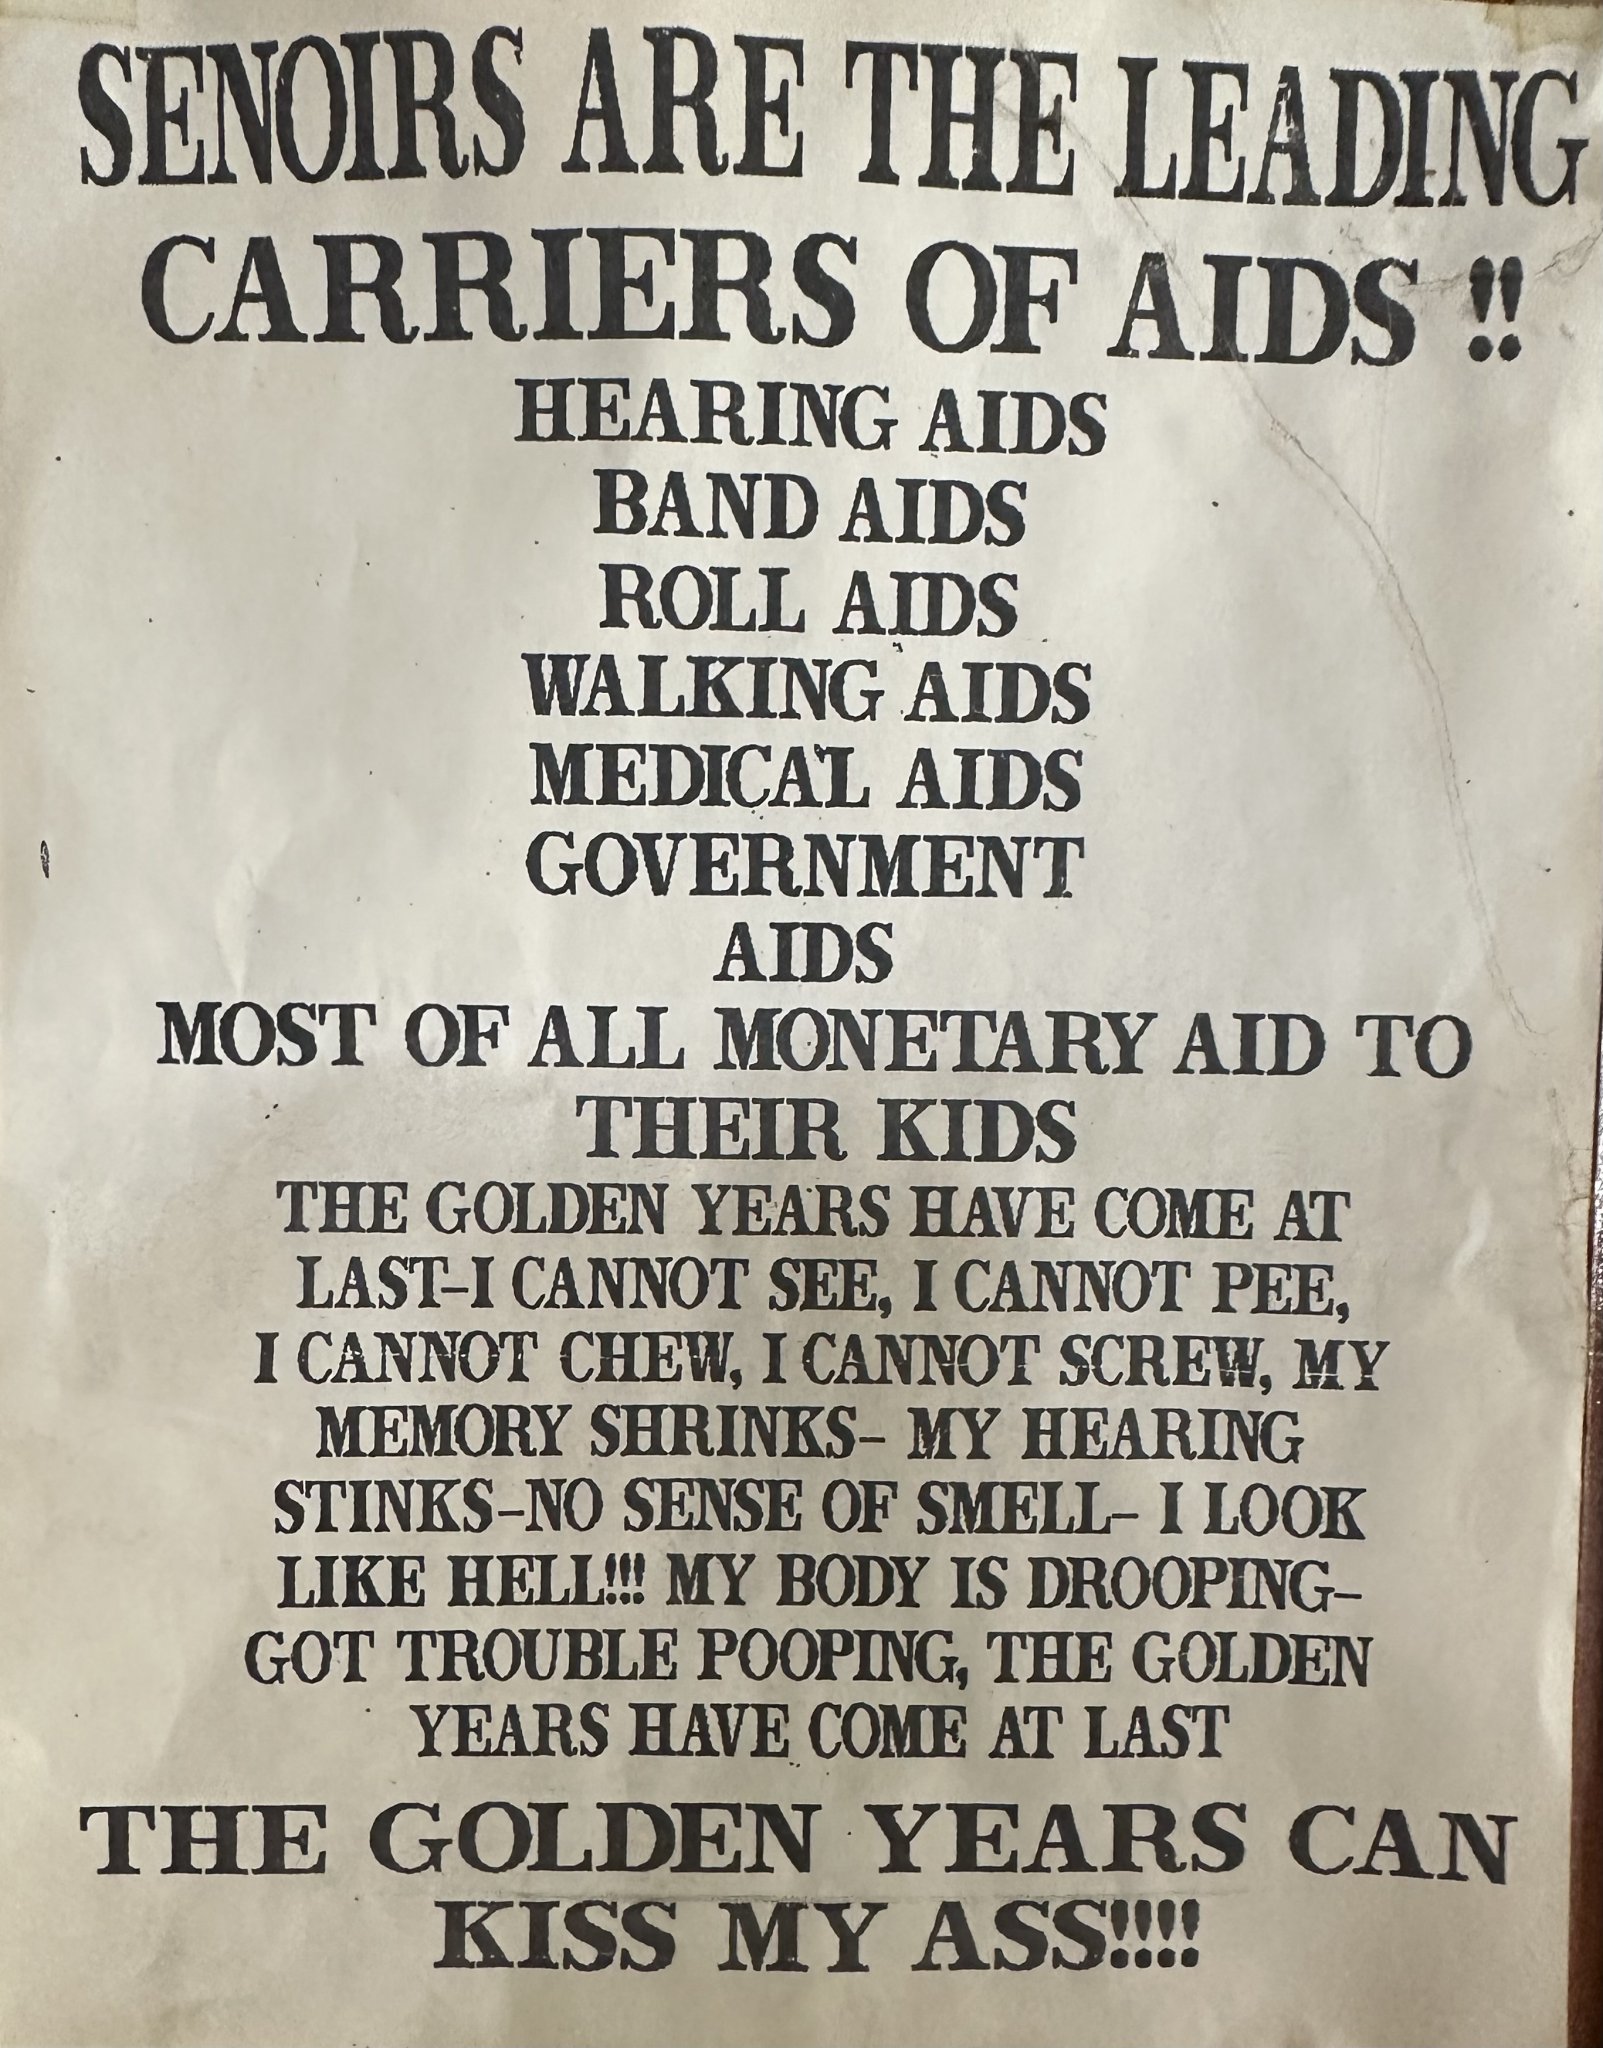 SENOIRS ARE THE LEADING
CARRIERS OF AIDS !!
HEARING AIDS
BAND AIDS
ROLL AIDS
WALKING AIDS
MEDICAL AIDS
GOVERNMENT
AIDS
MOST OF ALL MONETARY AID TO
THEIR KIDS
THE GOLDEN YEARS HAVE COME AT
LAST-I CANNOT SEE, I CANNOT PEE,
I CANNOT CHEW, I CANNOT SCREW, MY
MEMORY SHRINKS- MY HEARING
STINKS-NO SENSE OF SMELL- I LOOK
LIKE HELL!!! MY BODY IS DROOPING-
GOT TROUBLE POOPING, THE GOLDEN
YEARS HAVE COME AT LAST
THE GOLDEN YEARS CAN
KISS MY ASS!!!!